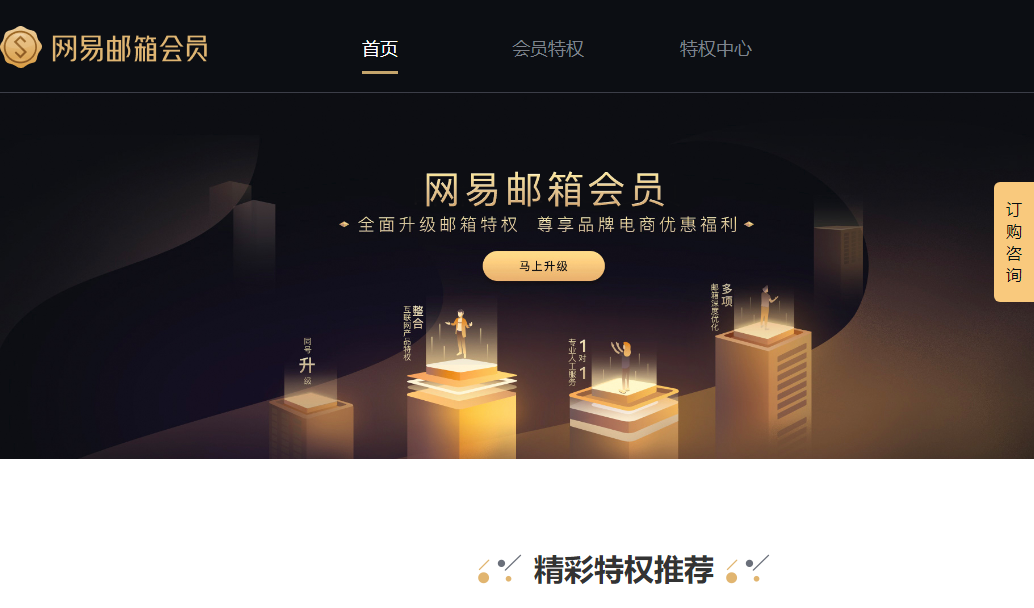 网易邮箱会员
首页
会员特权
特权中心
网易邮箱会员
全面升级邮箱特权 尊享品牌电商优惠福利
马上升级
订购咨询
同号
升
级
整合
互联网产品特权
1对1
专业人工服务
多项
邮箱深度优化
精彩特权推荐